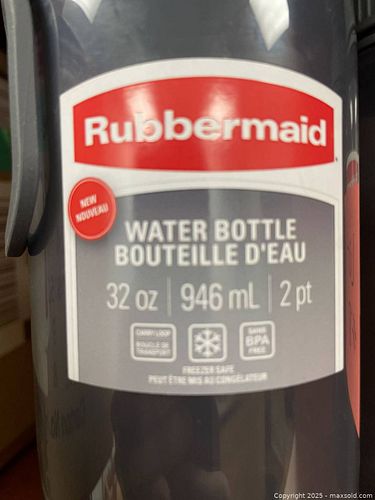 Rubbermaid
NEW
NOUVEAU
WATER BOTTLE
BOUTEILLE D'EAU
32 oz | 946 mL | 2 pt
CARRY LOOP
BOUCLE DE
TRANSPORT
SANS
BPA
FREE
FREEZER SAFE
PEUT ÊTRE MIS AU CONGÉLATEUR
Copyright 2025 - maxsold.com